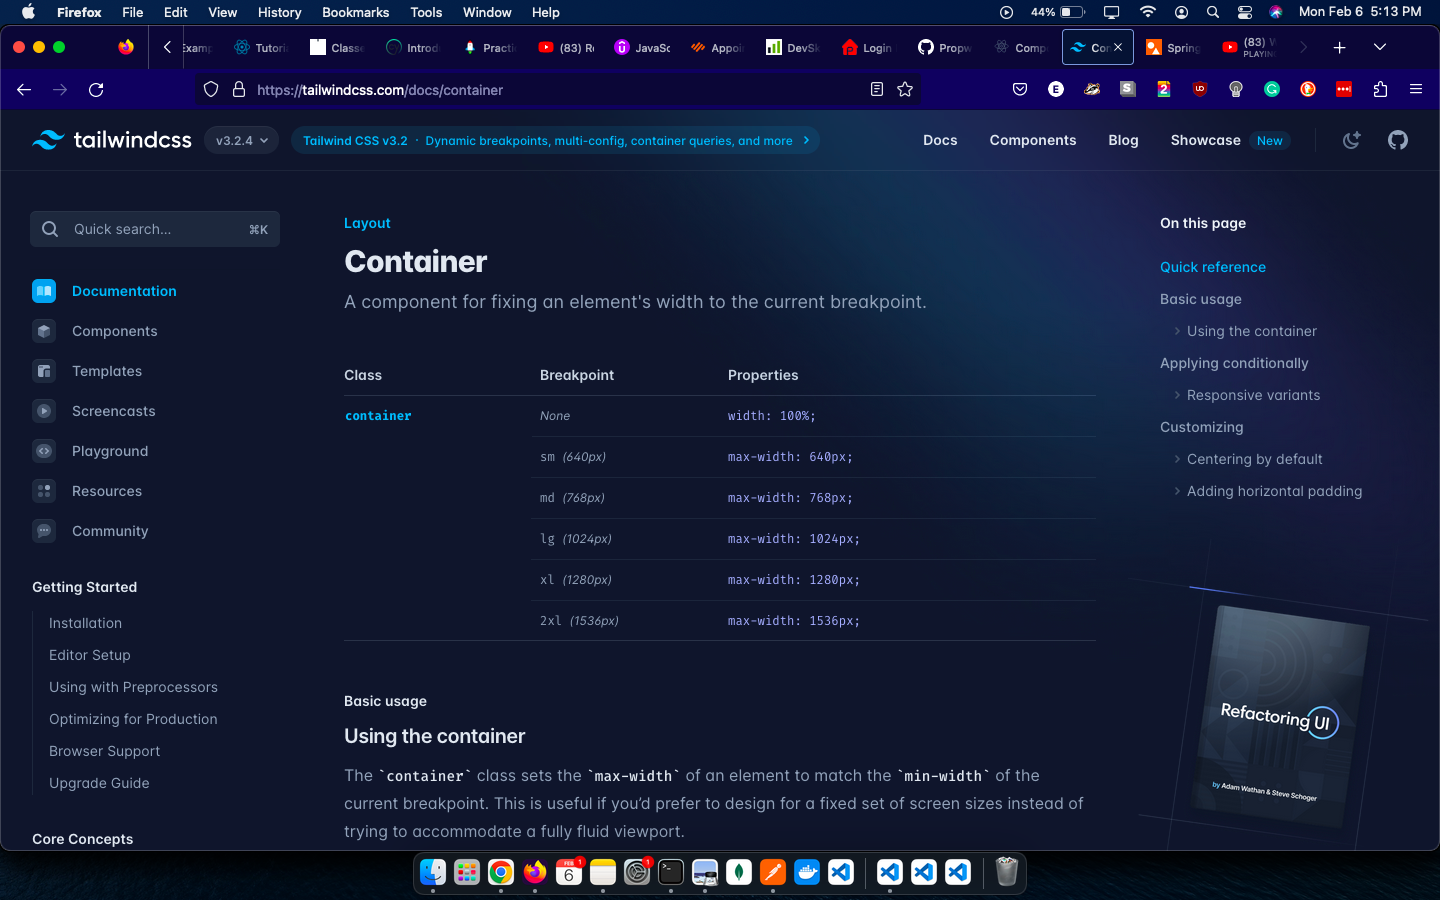 Firefox File Edit View History Bookmarks Tools Window Help 44% Mon Feb 6 5:13 PM
Examp Tutori Classe Introd Practi (83) Re JavaSc Appoi DevSk Login Propw Comp Con Spring (83) W
PLAYIN
https://tailwindcss.com/docs/container
tailwindcss v3.2.4 Tailwind CSS v3.2 · Dynamic breakpoints, multi-config, container queries, and more Docs Components Blog Showcase New
Quick search... ⌘K
Documentation
Components
Templates
Screencasts
Playground
Resources
Community
Getting Started
Installation
Editor Setup
Using with Preprocessors
Optimizing for Production
Browser Support
Upgrade Guide
Core Concepts
Layout
Container
A component for fixing an element's width to the current breakpoint.
Class Breakpoint Properties
container None width: 100%;
sm (640px) max-width: 640px;
md (768px) max-width: 768px;
lg (1024px) max-width: 1024px;
xl (1280px) max-width: 1280px;
2xl (1536px) max-width: 1536px;
Basic usage
Using the container
The `container` class sets the `max-width` of an element to match the `min-width` of the
current breakpoint. This is useful if you’d prefer to design for a fixed set of screen sizes instead of
trying to accommodate a fully fluid viewport.
On this page
Quick reference
Basic usage
Using the container
Applying conditionally
Responsive variants
Customizing
Centering by default
Adding horizontal padding
Refactoring UI
by Adam Wathan & Steve Schoger
FEB 1 1
6